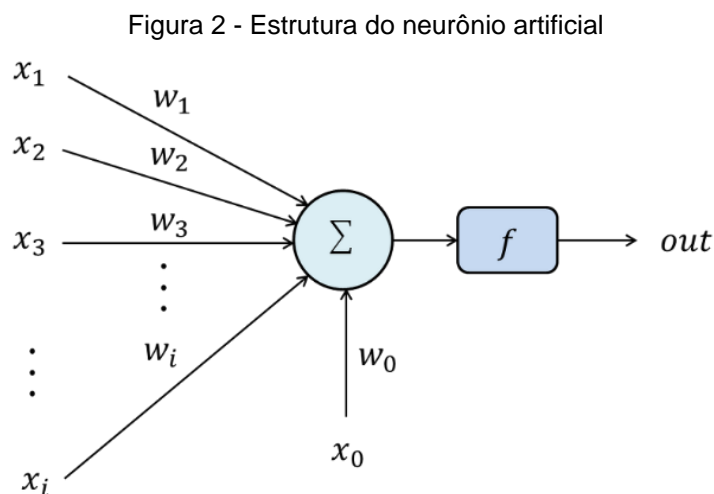 Figura 2 - Estrutura do neurônio artificial
x₁
w₁
x₂
w₂
x₃
w₃
∑
f
out
wᵢ
w₀
x₀
xᵢ